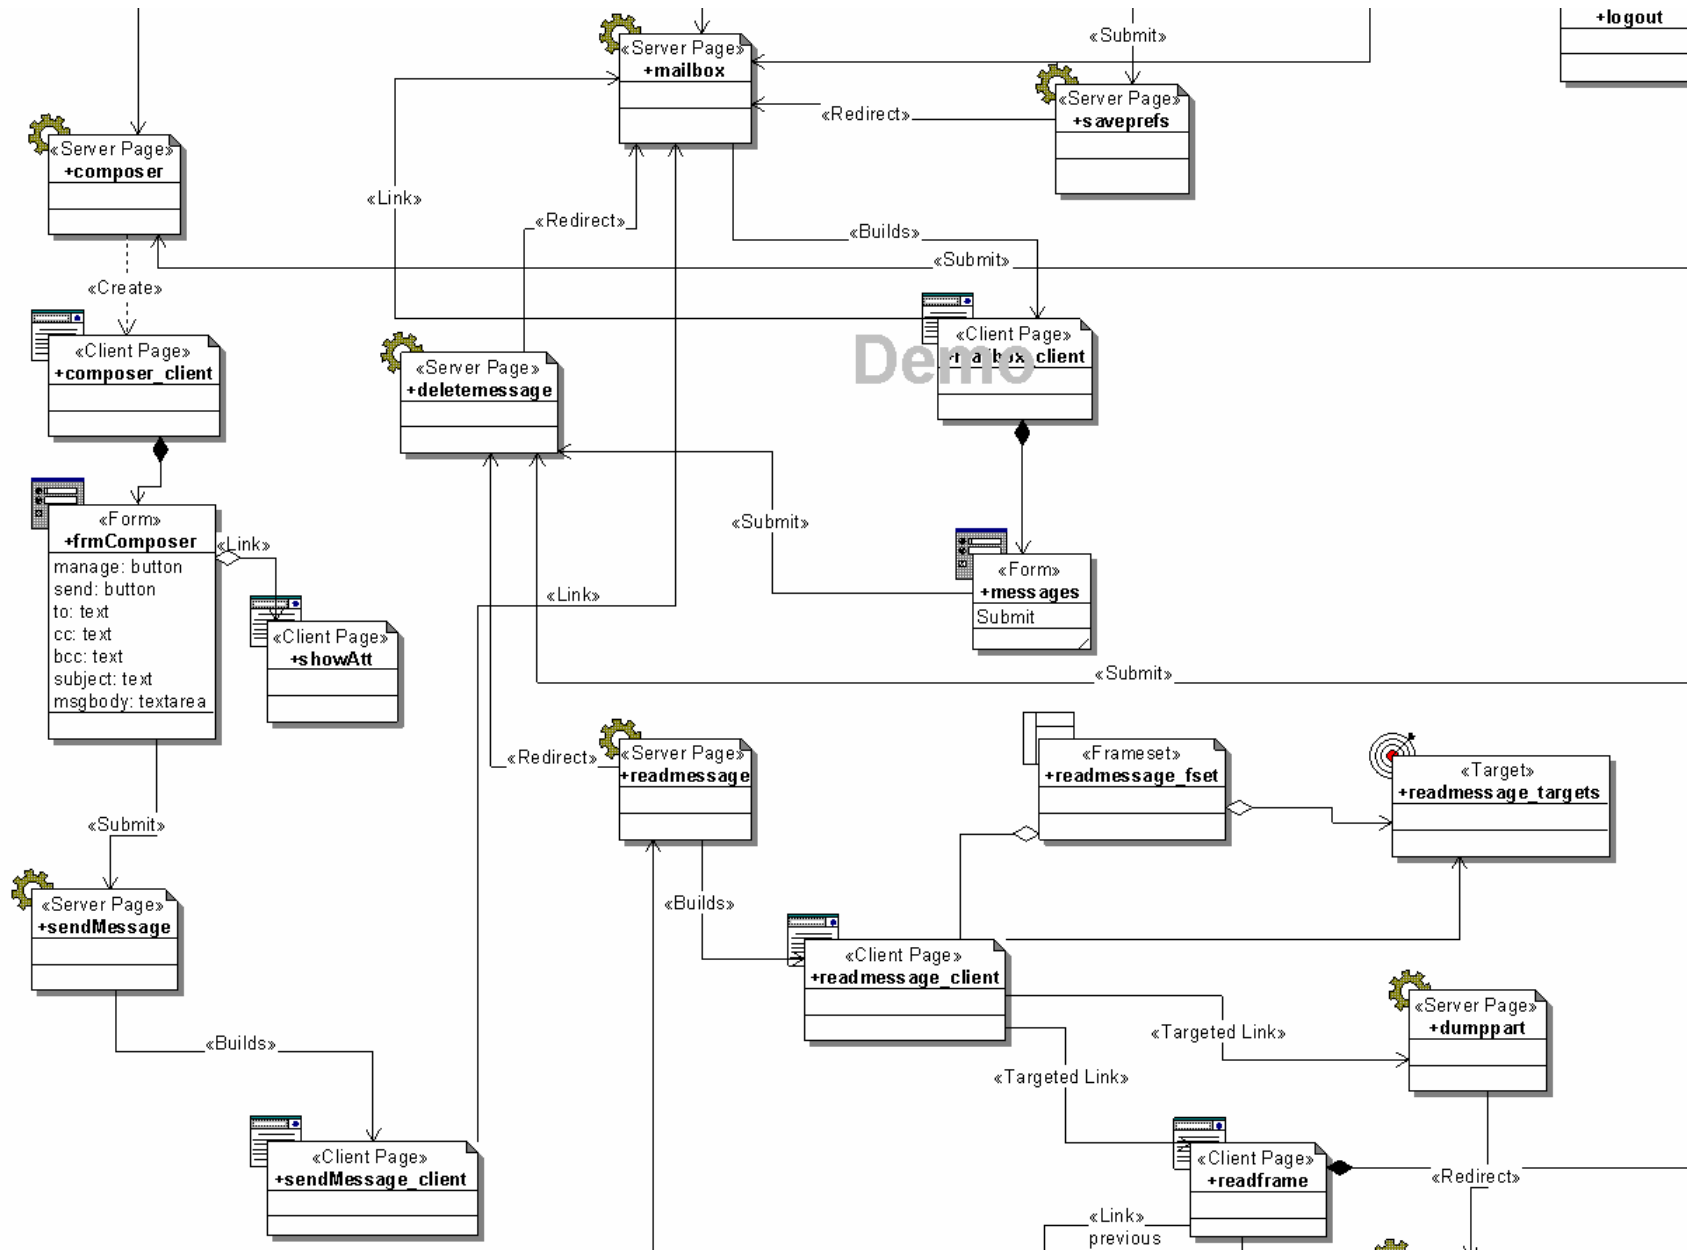 +logout
«Submit»
«Server Page»
+mailbox
«Server Page»
+saveprefs
«Redirect»
«Server Page»
+composer
«Link»
«Redirect»
«Builds»
«Submit»
«Create»
«Client Page»
+composer_client
«Server Page»
+deletemessage
«Client Page»
+mailbox_client
Demo
«Form»
+frmComposer
manage: button
send: button
to: text
cc: text
bcc: text
subject: text
msgbody: textarea
«Link»
«Client Page»
+showAtt
«Submit»
«Link»
«Form»
+messages
Submit
«Submit»
«Redirect»
«Server Page»
+readmessage
«Frameset»
+readmessage_fset
«Target»
+readmessage_targets
«Submit»
«Server Page»
+sendMessage
«Builds»
«Client Page»
+readmessage_client
«Server Page»
+dumppart
«Targeted Link»
«Targeted Link»
«Builds»
«Client Page»
+sendMessage_client
«Client Page»
+readframe
«Redirect»
«Link»
previous